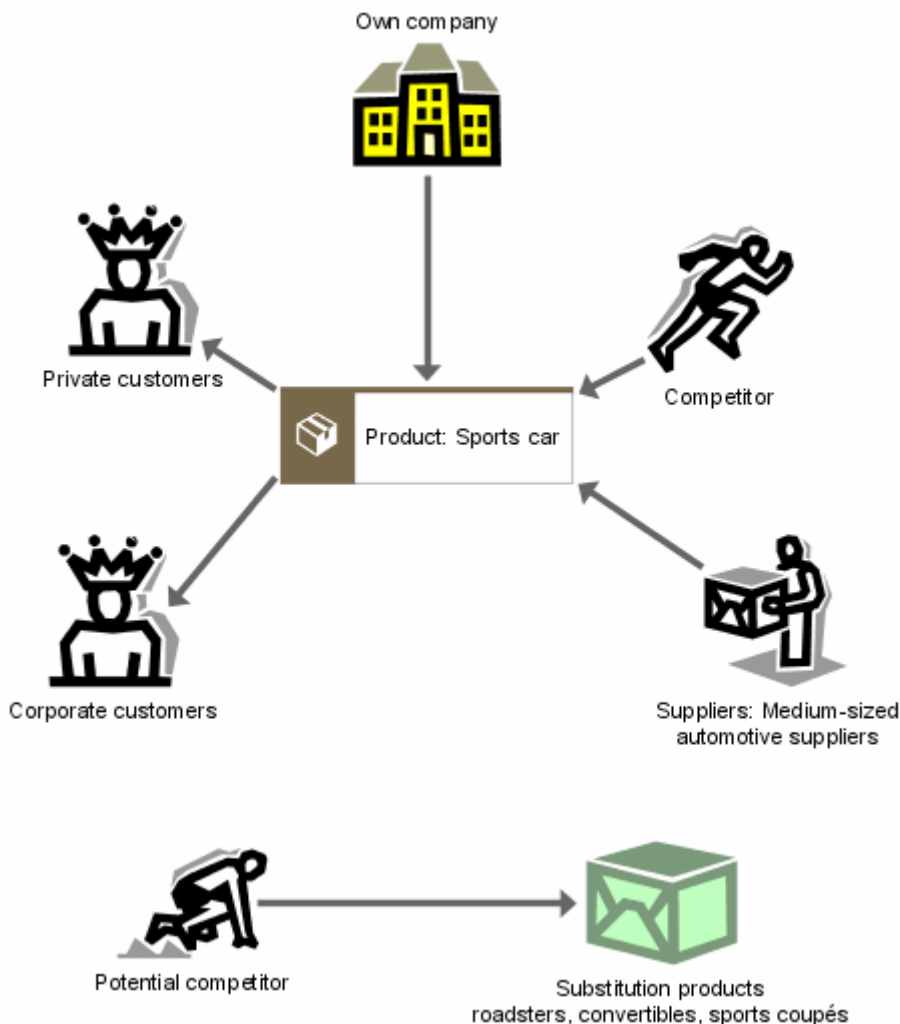 Own company
Private customers
Competitor
Product: Sports car
Corporate customers
Suppliers: Medium-sized
automotive suppliers
Potential competitor
Substitution products
roadsters, convertibles, sports coupés